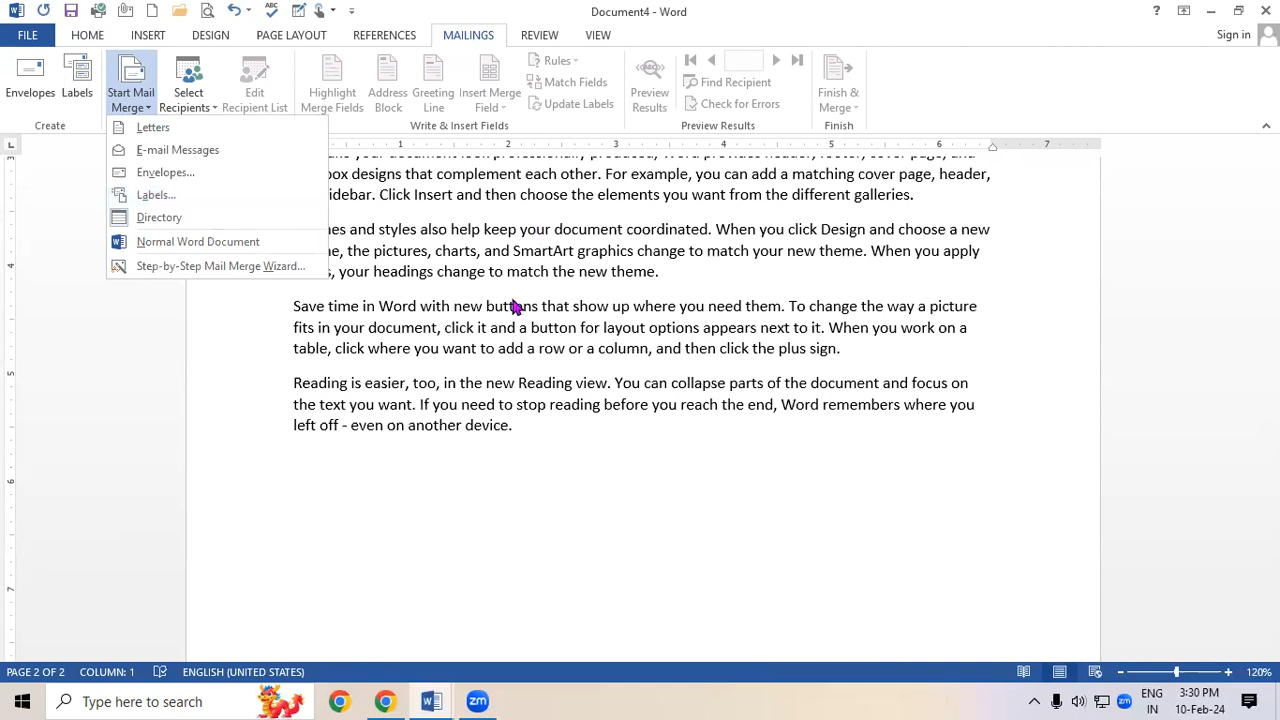 Document4 - Word
Sign in
FILE HOME INSERT DESIGN PAGE LAYOUT REFERENCES MAILINGS REVIEW VIEW
Envelopes Labels Start Mail Merge Select Recipients Edit Recipient List Highlight Merge Fields Address Block Greeting Line Insert Merge Field Rules Match Fields Update Labels Preview Results Find Recipient Check for Errors Finish & Merge
Create Write & Insert Fields Preview Results Finish
Letters
E-mail Messages
Envelopes...
Labels...
Directory
Normal Word Document
Step-by-Step Mail Merge Wizard...
1 2 3 4 5 6 7
your document look professionally produced, Word provides header, footer, cover page, and
box designs that complement each other. For example, you can add a matching cover page, header,
Click Insert and then choose the elements you want from the different galleries.
and styles also help keep your document coordinated. When you click Design and choose a new
the pictures, charts, and SmartArt graphics change to match your new theme. When you apply
your headings change to match the new theme.
Save time in Word with new buttons that show up where you need them. To change the way a picture
fits in your document, click it and a button for layout options appears next to it. When you work on a
table, click where you want to add a row or a column, and then click the plus sign.
Reading is easier, too, in the new Reading view. You can collapse parts of the document and focus on
the text you want. If you need to stop reading before you reach the end, Word remembers where you
left off - even on another device.
3
4
5
6
7
PAGE 2 OF 2 COLUMN: 1 ENGLISH (UNITED STATES) 120%
Type here to search
zm
zm
ENG
IN
3:30 PM
10-Feb-24